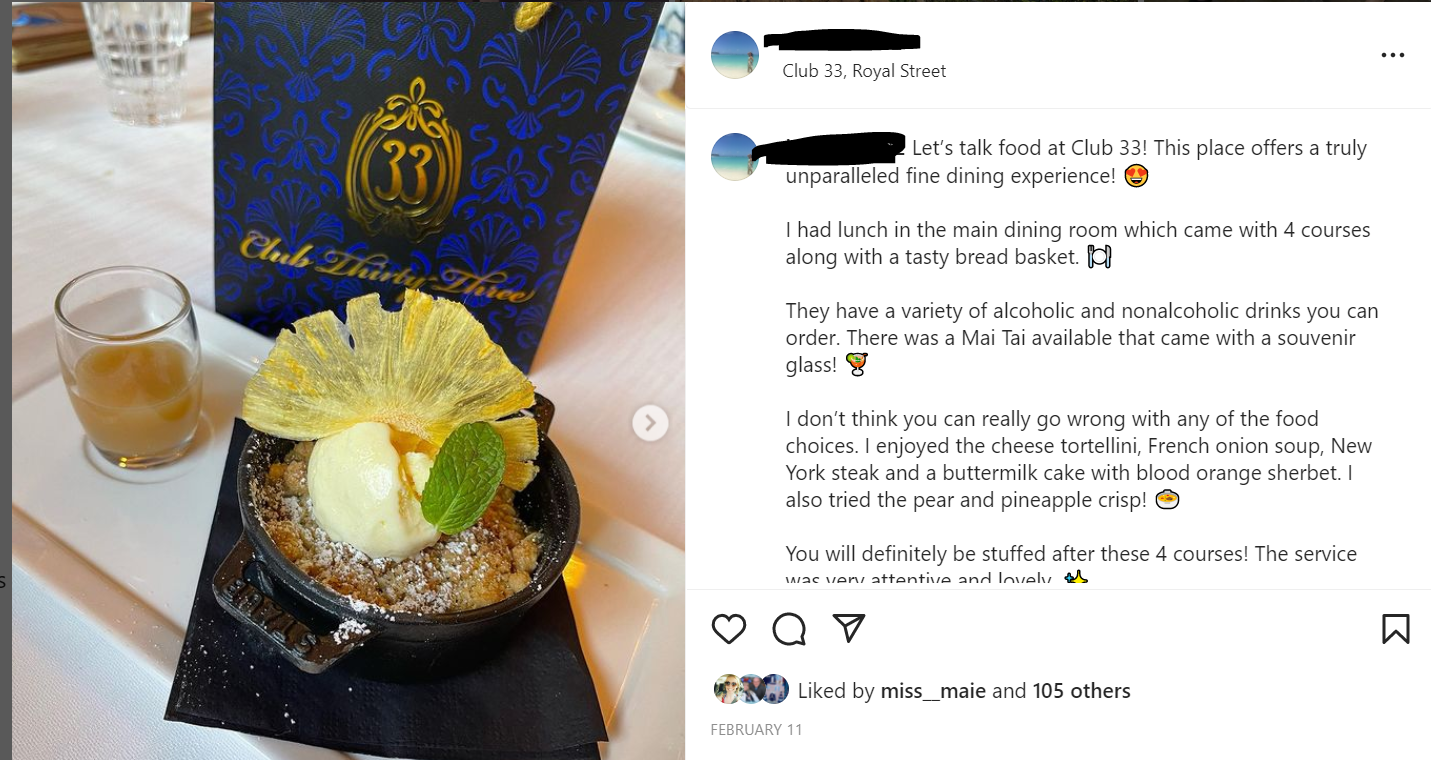 33
Club Thirty-Three
STAUB
Club 33, Royal Street
Let's talk food at Club 33! This place offers a truly
unparalleled fine dining experience! 😍
I had lunch in the main dining room which came with 4 courses
along with a tasty bread basket. 🍽️
They have a variety of alcoholic and nonalcoholic drinks you can
order. There was a Mai Tai available that came with a souvenir
glass! 🍹
I don't think you can really go wrong with any of the food
choices. I enjoyed the cheese tortellini, French onion soup, New
York steak and a buttermilk cake with blood orange sherbet. I
also tried the pear and pineapple crisp! 🍲
You will definitely be stuffed after these 4 courses! The service
was very attentive and lovely. ✨
Liked by miss__maie and 105 others
FEBRUARY 11